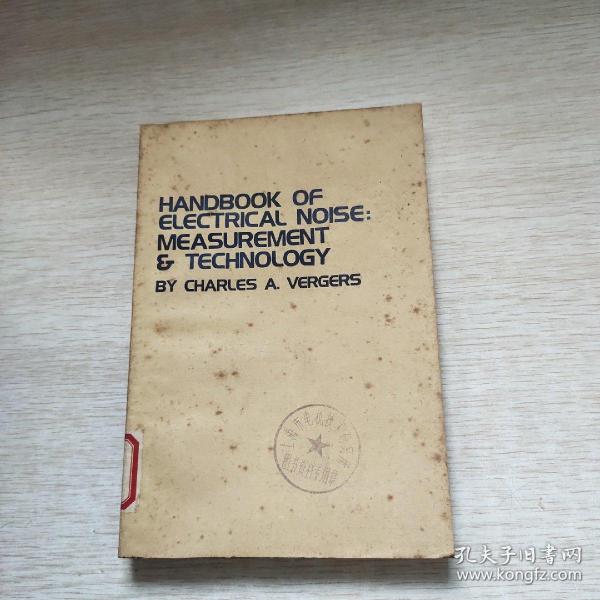 HANDBOOK OF
ELECTRICAL NOISE:
MEASUREMENT
& TECHNOLOGY
BY CHARLES A. VERGERS
孔夫子旧书网
www.kongfz.com